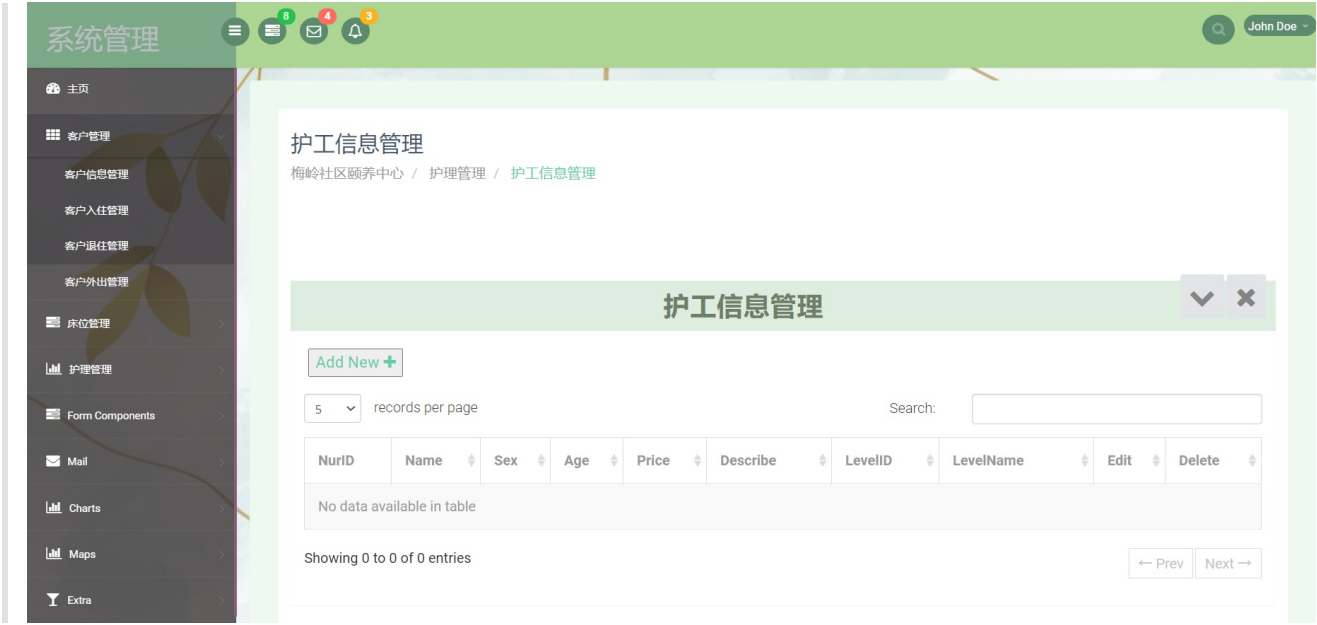 系统管理
8 4 3
John Doe
主页
客户管理
客户信息管理
客户入住管理
客户退住管理
客户外出管理
床位管理
护理管理
Form Components
Mail
Charts
Maps
Extra
护工信息管理
梅岭社区颐养中心 / 护理管理 / 护工信息管理
护工信息管理
Add New
5 records per page Search:
NurID Name Sex Age Price Describe LevelID LevelName Edit Delete
No data available in table
Showing 0 to 0 of 0 entries
← Prev Next →